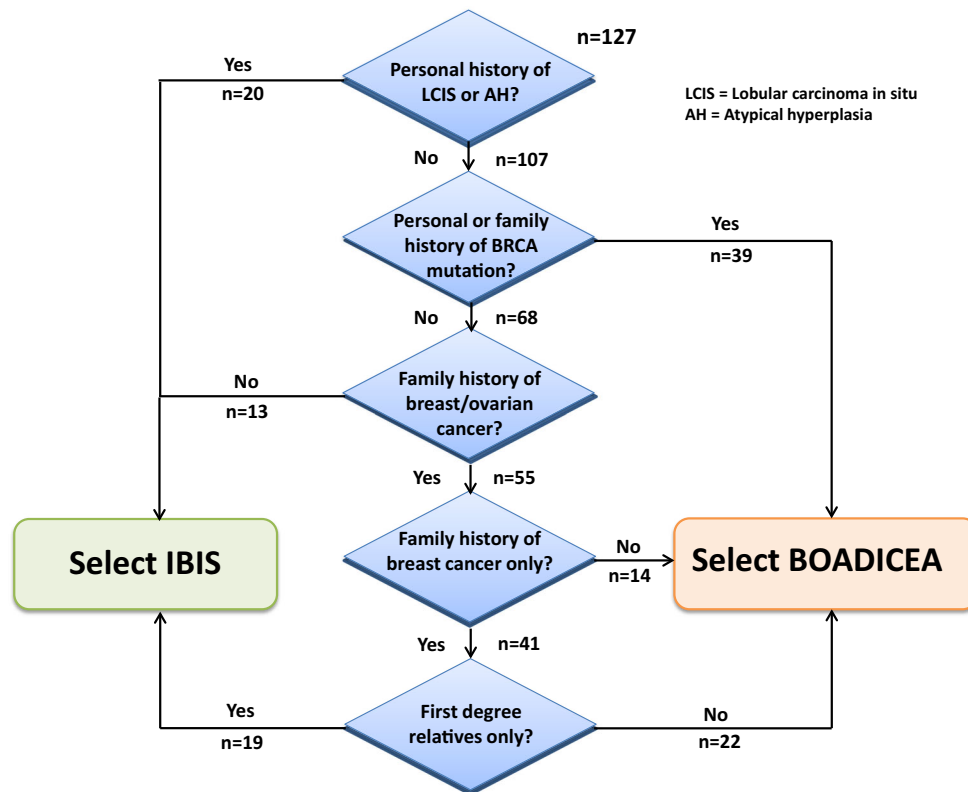 n=127
Yes
n=20
Personal history of
LCIS or AH?
LCIS = Lobular carcinoma in situ
AH = Atypical hyperplasia
No n=107
Personal or family
history of BRCA
mutation?
Yes
n=39
No n=68
Family history of
breast/ovarian
cancer?
No
n=13
Yes n=55
Select IBIS
Family history of
breast cancer only?
No
n=14
Select BOADICEA
Yes n=41
First degree
relatives only?
Yes
n=19
No
n=22